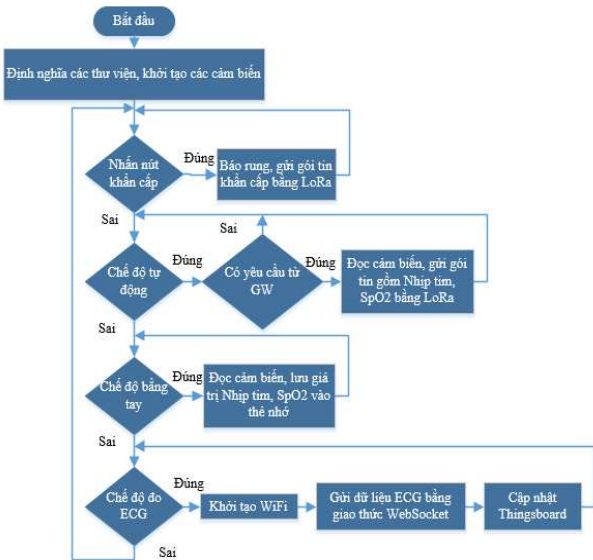 Bắt đầu
Định nghĩa các thư viện, khởi tạo các cảm biến
Nhấn nút
khẩn cấp
Đúng
Báo rung, gửi gói tin
khẩn cấp bằng LoRa
Sai
Sai
Chế độ tự
động
Đúng
Có yêu cầu từ
GW
Đúng
Đọc cảm biến, gửi gói
tin gồm Nhịp tim,
SpO2 bằng LoRa
Sai
Chế độ bằng
tay
Đúng
Đọc cảm biến, lưu giá
trị Nhịp tim, SpO2 vào
thẻ nhớ
Sai
Chế độ đo
ECG
Đúng
Khởi tạo WiFi
Gửi dữ liệu ECG bằng
giao thức WebSocket
Cập nhật
Thingsboard
Sai